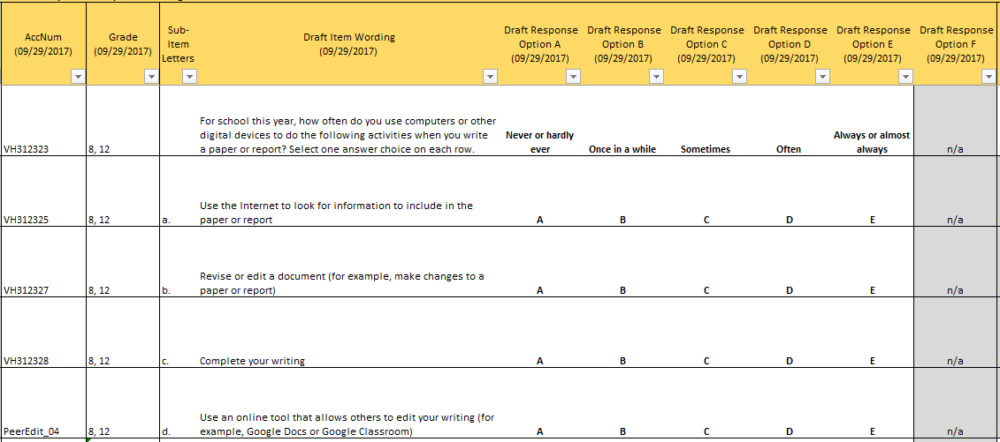 AccNum
(09/29/2017)
Grade
(09/29/2017)
Sub-
Item
Letters
Draft Item Wording
(09/29/2017)
Draft Response
Option A
(09/29/2017)
Draft Response
Option B
(09/29/2017)
Draft Response
Option C
(09/29/2017)
Draft Response
Option D
(09/29/2017)
Draft Response
Option E
(09/29/2017)
Draft Response
Option F
(09/29/2017)
VH312323
8, 12
For school this year, how often do you use computers or other
digital devices to do the following activities when you write
a paper or report? Select one answer choice on each row.
Never or hardly
ever
Once in a while
Sometimes
Often
Always or almost
always
n/a
VH312325
8, 12
a.
Use the Internet to look for information to include in the
paper or report
A
B
C
D
E
n/a
VH312327
8, 12
b.
Revise or edit a document (for example, make changes to a
paper or report)
A
B
C
D
E
n/a
VH312328
8, 12
c.
Complete your writing
A
B
C
D
E
n/a
PeerEdit_04
8, 12
d.
Use an online tool that allows others to edit your writing (for
example, Google Docs or Google Classroom)
A
B
C
D
E
n/a